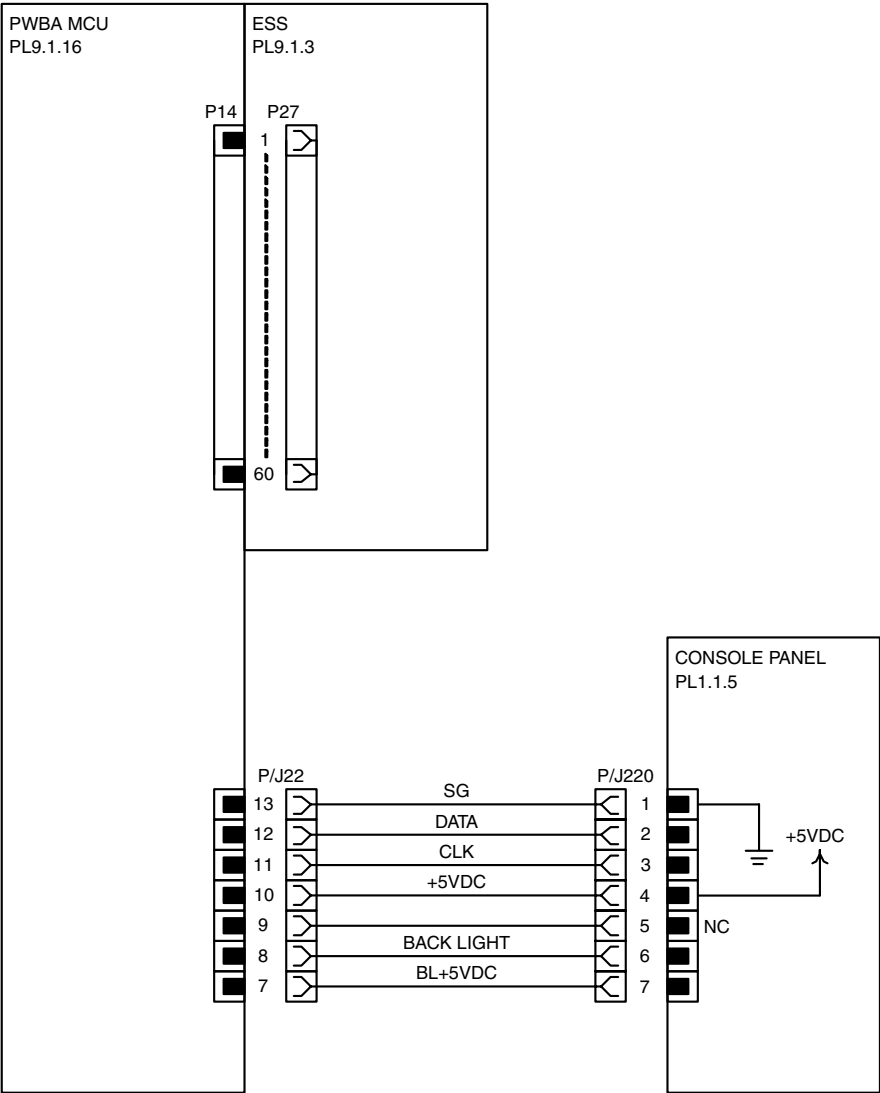 PWBA MCU
PL9.1.16
ESS
PL9.1.3
P14 P27
1
60
CONSOLE PANEL
PL1.1.5
P/J22 P/J220
13 SG 1
12 DATA 2
11 CLK 3
+5VDC
10 +5VDC 4
9 5 NC
8 BACK LIGHT 6
7 BL+5VDC 7